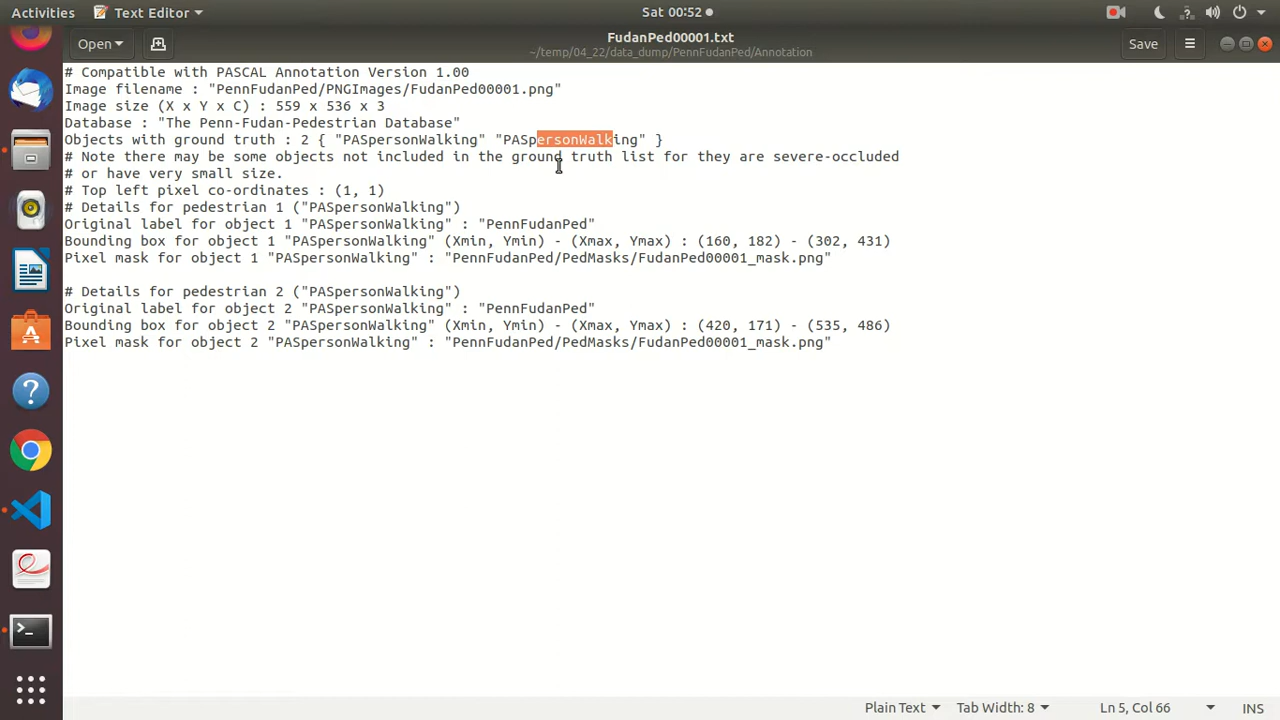 Activities
Text Editor
Sat 00:52
Open
FudanPed00001.txt
~/temp/04_22/data_dump/PennFudanPed/Annotation
Save
# Compatible with PASCAL Annotation Version 1.00
Image filename : "PennFudanPed/PNGImages/FudanPed00001.png"
Image size (X x Y x C) : 559 x 536 x 3
Database : "The Penn-Fudan-Pedestrian Database"
Objects with ground truth : 2 { "PASpersonWalking" "PASpersonWalking" }
# Note there may be some objects not included in the ground truth list for they are severe-occluded
# or have very small size.
# Top left pixel co-ordinates : (1, 1)
# Details for pedestrian 1 ("PASpersonWalking")
Original label for object 1 "PASpersonWalking" : "PennFudanPed"
Bounding box for object 1 "PASpersonWalking" (Xmin, Ymin) - (Xmax, Ymax) : (160, 182) - (302, 431)
Pixel mask for object 1 "PASpersonWalking" : "PennFudanPed/PedMasks/FudanPed00001_mask.png"
# Details for pedestrian 2 ("PASpersonWalking")
Original label for object 2 "PASpersonWalking" : "PennFudanPed"
Bounding box for object 2 "PASpersonWalking" (Xmin, Ymin) - (Xmax, Ymax) : (420, 171) - (535, 486)
Pixel mask for object 2 "PASpersonWalking" : "PennFudanPed/PedMasks/FudanPed00001_mask.png"
Plain Text
Tab Width: 8
Ln 5, Col 66
INS